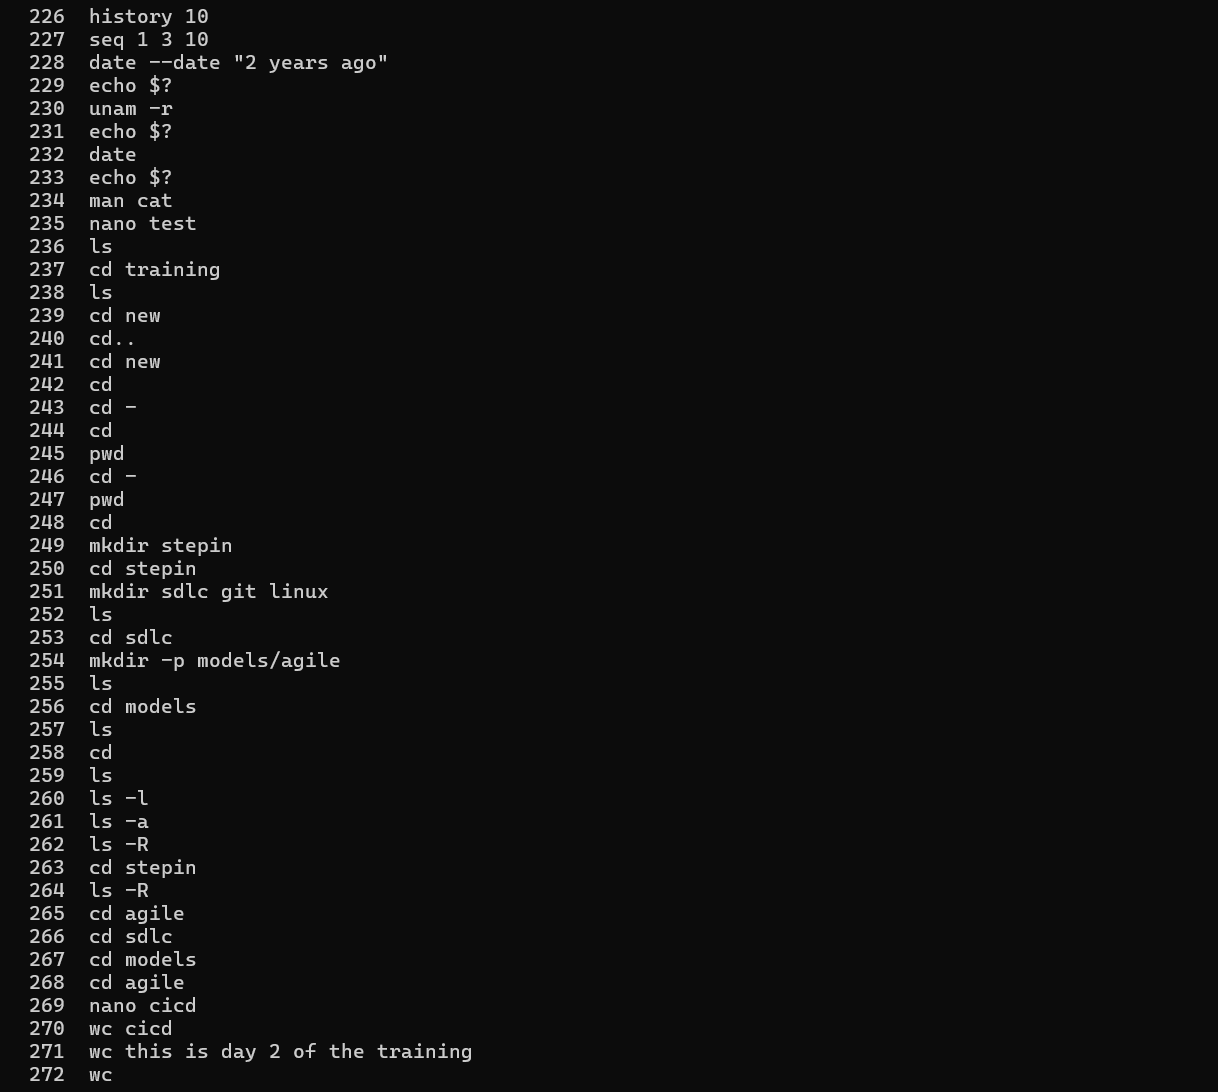 226 history 10
227 seq 1 3 10
228 date --date "2 years ago"
229 echo $?
230 unam -r
231 echo $?
232 date
233 echo $?
234 man cat
235 nano test
236 ls
237 cd training
238 ls
239 cd new
240 cd..
241 cd new
242 cd
243 cd -
244 cd
245 pwd
246 cd -
247 pwd
248 cd
249 mkdir stepin
250 cd stepin
251 mkdir sdlc git linux
252 ls
253 cd sdlc
254 mkdir -p models/agile
255 ls
256 cd models
257 ls
258 cd
259 ls
260 ls -l
261 ls -a
262 ls -R
263 cd stepin
264 ls -R
265 cd agile
266 cd sdlc
267 cd models
268 cd agile
269 nano cicd
270 wc cicd
271 wc this is day 2 of the training
272 wc